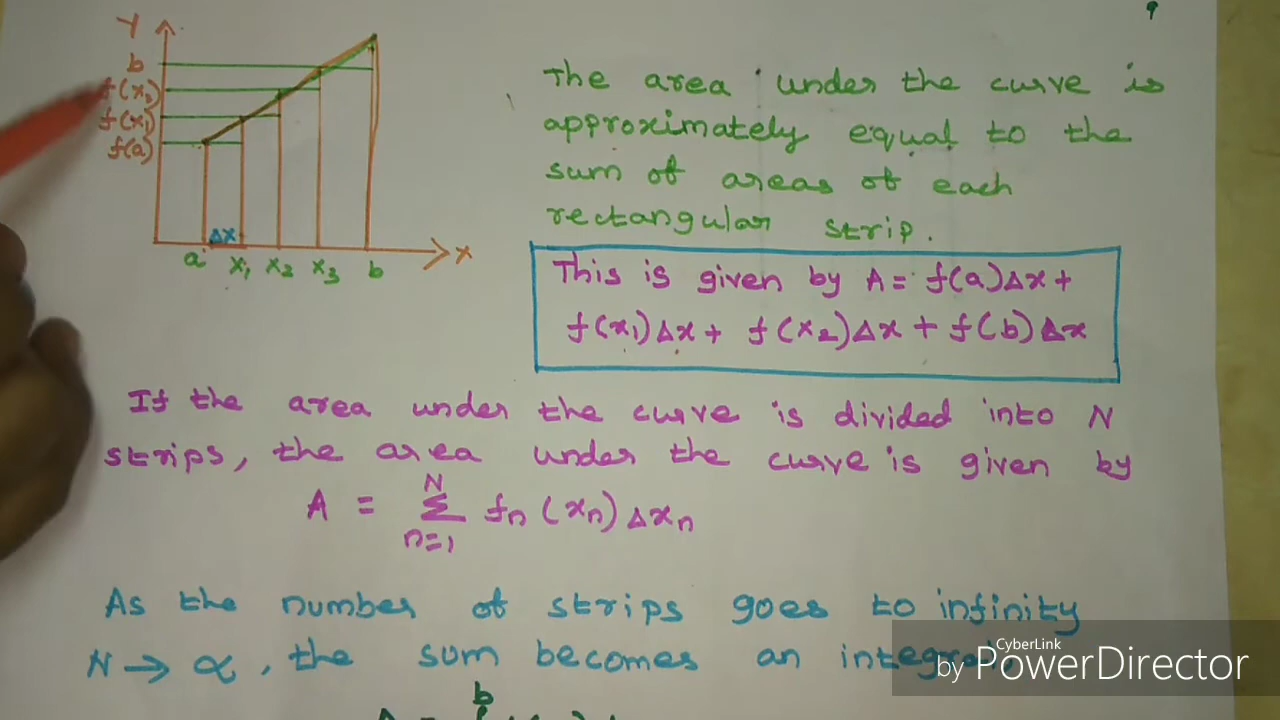 Y
b
f(x₂)
f(x₁)
f(a)
Δx
a x₁ x₂ x₃ b
x
The area under the curve is
approximately equal to the
sum of areas of each
rectangular strip.
This is given by A = f(a)Δx +
f(x₁)Δx + f(x₂)Δx + f(b)Δx
If the area under the curve is divided into N
strips, the area under the curve is given by
A = N Σ n=1 fn (xn) Δxn
As the number of strips goes to infinity
N → ∝, the sum becomes an integral
b
CyberLink
by PowerDirector